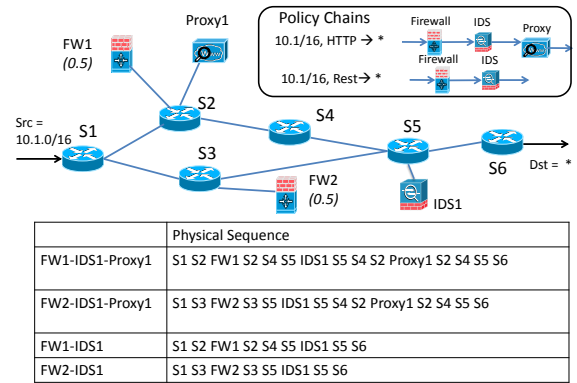 Proxy1
Policy Chains
FW1
(0.5)
10.1/16, HTTP → *
Firewall
IDS
Proxy
10.1/16, Rest→ *
Firewall
IDS
Src =
10.1.0/16
S1
S2
S4
S5
S3
S6
Dst = *
FW2
(0.5)
IDS1
Physical Sequence
FW1-IDS1-Proxy1 S1 S2 FW1 S2 S4 S5 IDS1 S5 S4 S2 Proxy1 S2 S4 S5 S6
FW2-IDS1-Proxy1 S1 S3 FW2 S3 S5 IDS1 S5 S4 S2 Proxy1 S2 S4 S5 S6
FW1-IDS1 S1 S2 FW1 S2 S4 S5 IDS1 S5 S6
FW2-IDS1 S1 S3 FW2 S3 S5 IDS1 S5 S6